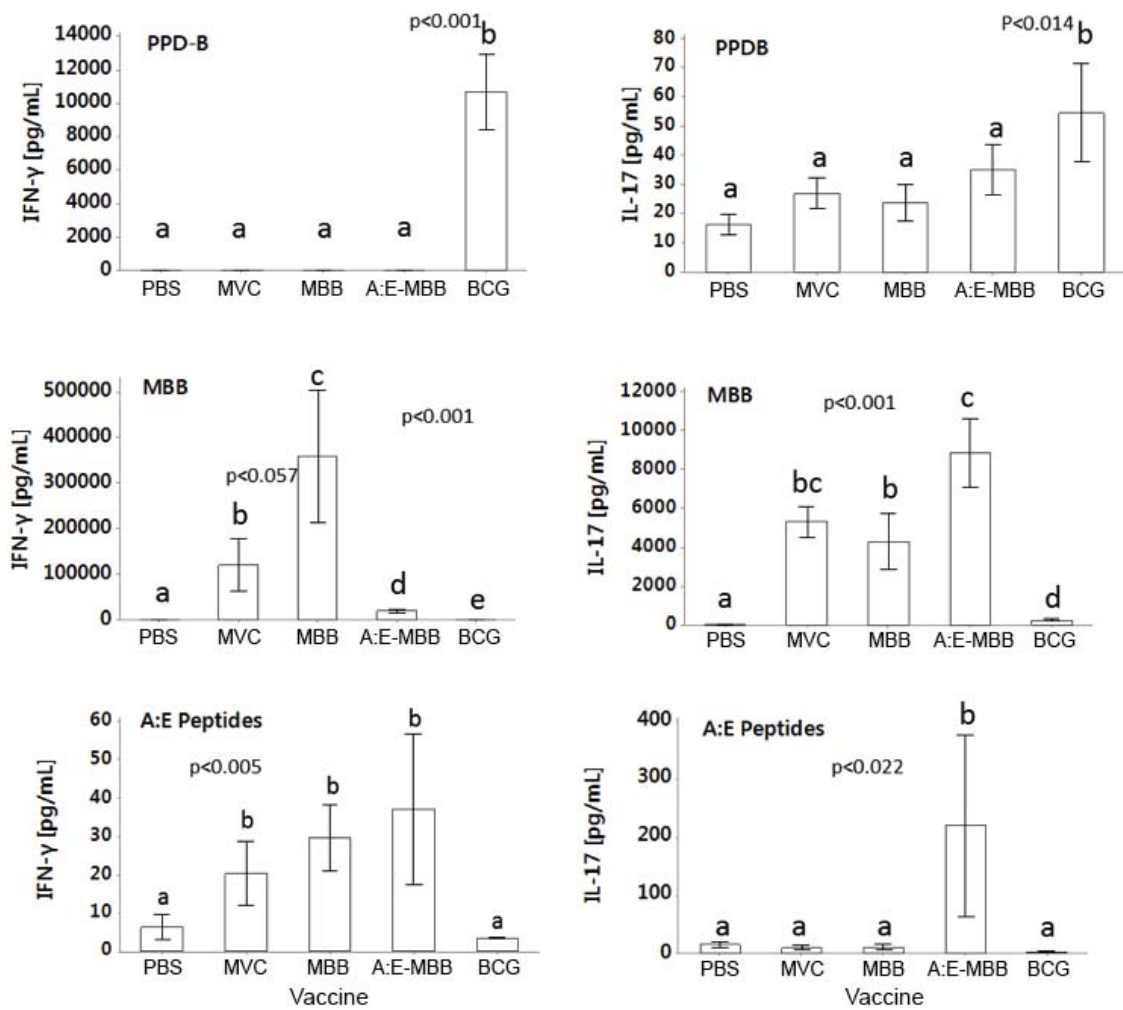 p<0.001
PPD-B
b
14000
12000
10000
8000
6000
4000
2000
0
IFN-γ [pg/mL]
a a a a
PBS MVC MBB A:E-MBB BCG
P<0.014
PPDB
b
80
70
60
50
40
30
20
10
0
IL-17 [pg/mL]
a a a a
PBS MVC MBB A:E-MBB BCG
MBB
c
p<0.001
p<0.057
500000
400000
300000
200000
100000
0
IFN-γ [pg/mL]
a b d e
PBS MVC MBB A:E-MBB BCG
MBB
p<0.001
c
12000
10000
8000
6000
4000
2000
0
IL-17 [pg/mL]
a bc b d
PBS MVC MBB A:E-MBB BCG
A:E Peptides
p<0.005
60
50
40
30
20
10
0
IFN-γ [pg/mL]
a b b b a
PBS MVC MBB A:E-MBB BCG
Vaccine
A:E Peptides
b
p<0.022
400
300
200
100
0
IL-17 [pg/mL]
a a a a
PBS MVC MBB A:E-MBB BCG
Vaccine